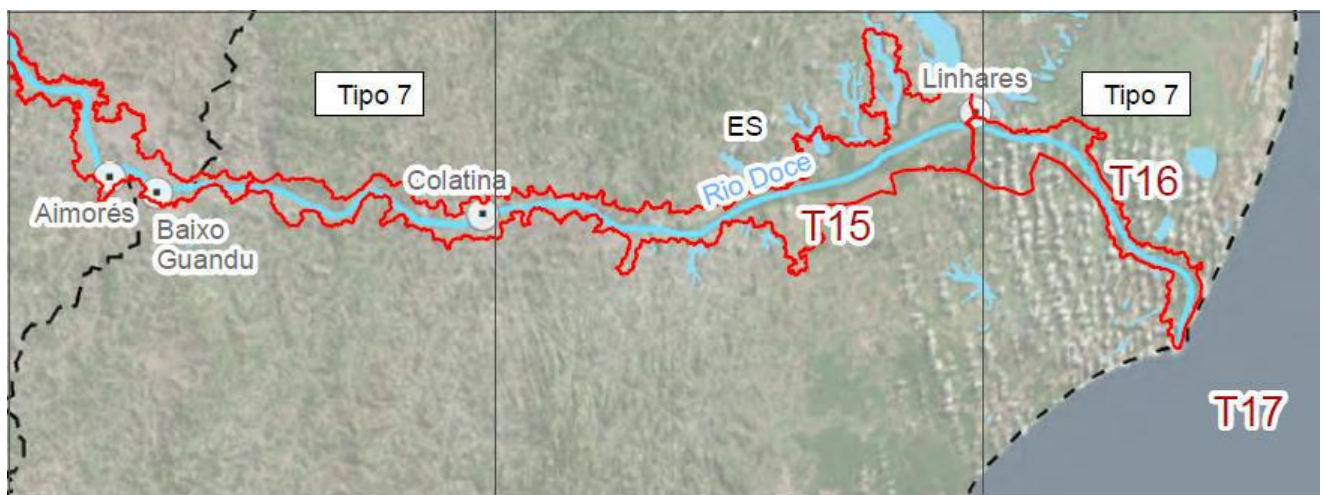 Tipo 7
Linhares
Tipo 7
ES
Rio Doce
Colatina
T16
Aimorés
Baixo
Guandu
T15
T17